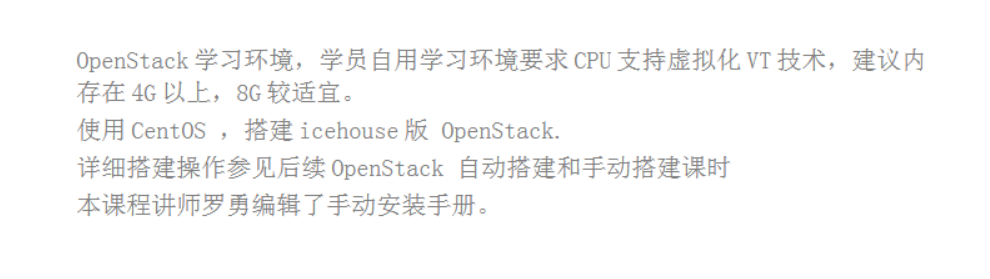 OpenStack 学习环境，学员自用学习环境要求 CPU 支持虚拟化 VT 技术，建议内
存在 4G 以上，8G 较适宜。
使用 CentOS ，搭建 icehouse 版 OpenStack.
详细搭建操作参见后续 OpenStack 自动搭建和手动搭建课时
本课程讲师罗勇编辑了手动安装手册。